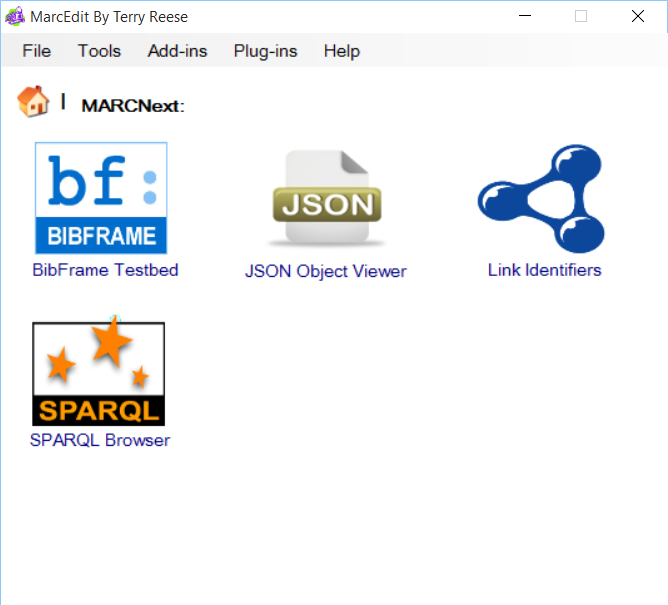 MarcEdit By Terry Reese
File Tools Add-ins Plug-ins Help
| MARCNext:
bf:
BIBFRAME
BibFrame Testbed
JSON
JSON Object Viewer
Link Identifiers
SPARQL
SPARQL Browser